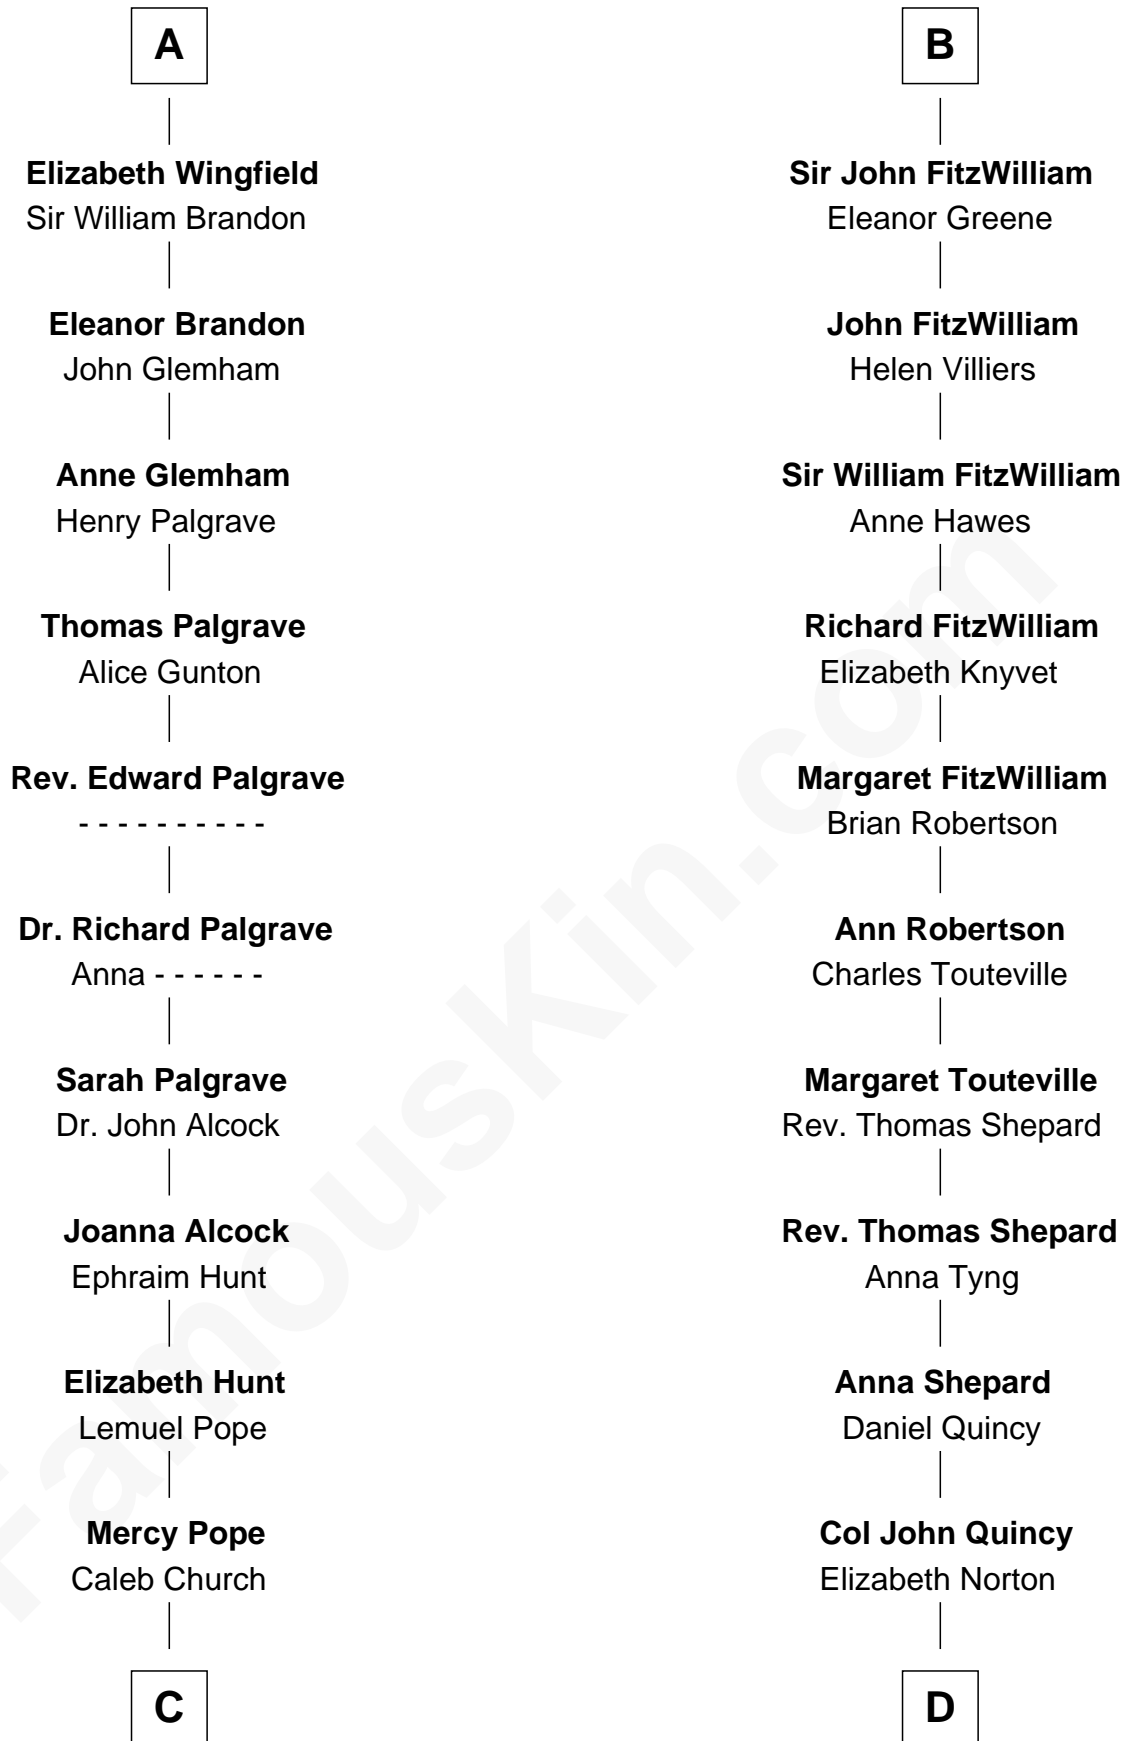 A
Elizabeth Wingfield
Sir William Brandon
Eleanor Brandon
John Glemham
Anne Glemham
Henry Palgrave
Thomas Palgrave
Alice Gunton
Rev. Edward Palgrave
- - - - - - - - - -
Dr. Richard Palgrave
Anna - - - - - -
Sarah Palgrave
Dr. John Alcock
Joanna Alcock
Ephraim Hunt
Elizabeth Hunt
Lemuel Pope
Mercy Pope
Caleb Church
C
B
Sir John FitzWilliam
Eleanor Greene
John FitzWilliam
Helen Villiers
Sir William FitzWilliam
Anne Hawes
Richard FitzWilliam
Elizabeth Knyvet
Margaret FitzWilliam
Brian Robertson
Ann Robertson
Charles Touteville
Margaret Touteville
Rev. Thomas Shepard
Rev. Thomas Shepard
Anna Tyng
Anna Shepard
Daniel Quincy
Col John Quincy
Elizabeth Norton
D
FamousKin.com